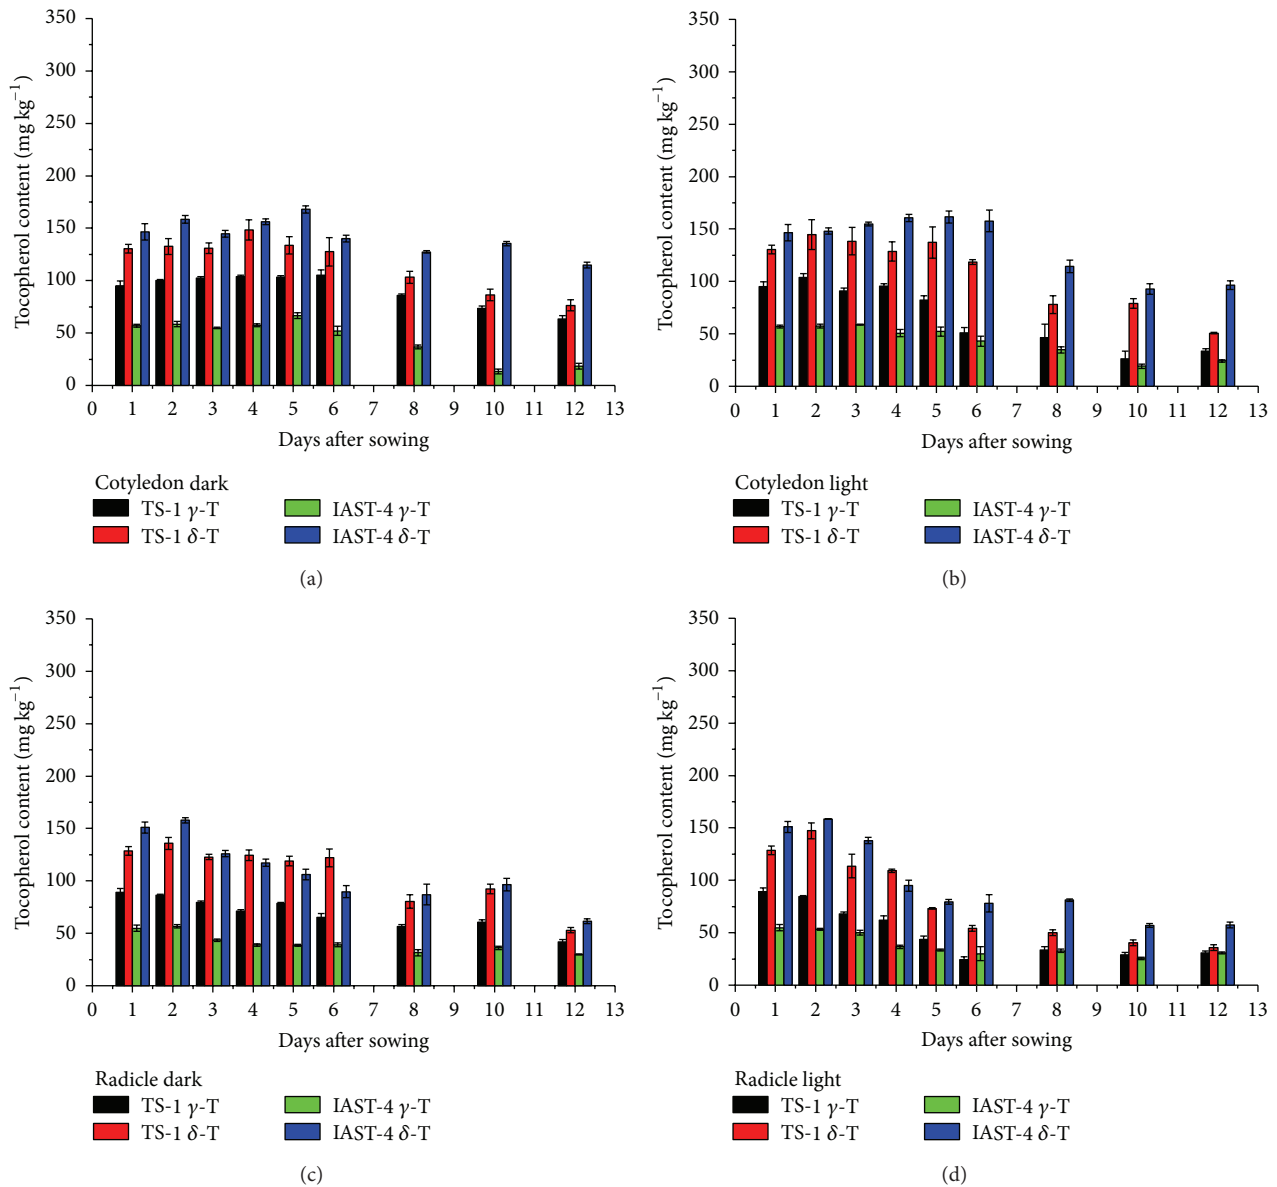 350
300
250
200
150
100
50
0
Tocopherol content (mg kg⁻¹)
0 1 2 3 4 5 6 7 8 9 10 11 12 13
Days after sowing
Cotyledon dark
TS-1 γ-T IAST-4 γ-T
TS-1 δ-T IAST-4 δ-T
(a)
350
300
250
200
150
100
50
0
Tocopherol content (mg kg⁻¹)
0 1 2 3 4 5 6 7 8 9 10 11 12 13
Days after sowing
Cotyledon light
TS-1 γ-T IAST-4 γ-T
TS-1 δ-T IAST-4 δ-T
(b)
350
300
250
200
150
100
50
0
Tocopherol content (mg kg⁻¹)
0 1 2 3 4 5 6 7 8 9 10 11 12 13
Days after sowing
Radicle dark
TS-1 γ-T IAST-4 γ-T
TS-1 δ-T IAST-4 δ-T
(c)
350
300
250
200
150
100
50
0
Tocopherol content (mg kg⁻¹)
0 1 2 3 4 5 6 7 8 9 10 11 12 13
Days after sowing
Radicle light
TS-1 γ-T IAST-4 γ-T
TS-1 δ-T IAST-4 δ-T
(d)